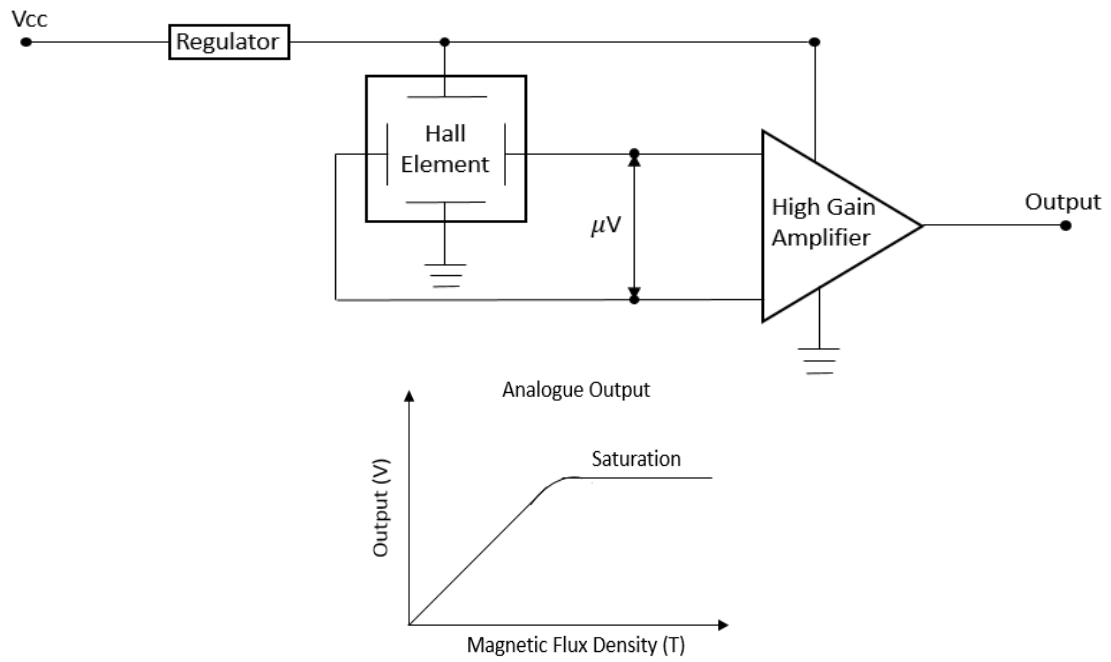 Vcc
Regulator
Hall
Element
μV
High Gain
Amplifier
Output
Analogue Output
Saturation
Output (V)
Magnetic Flux Density (T)